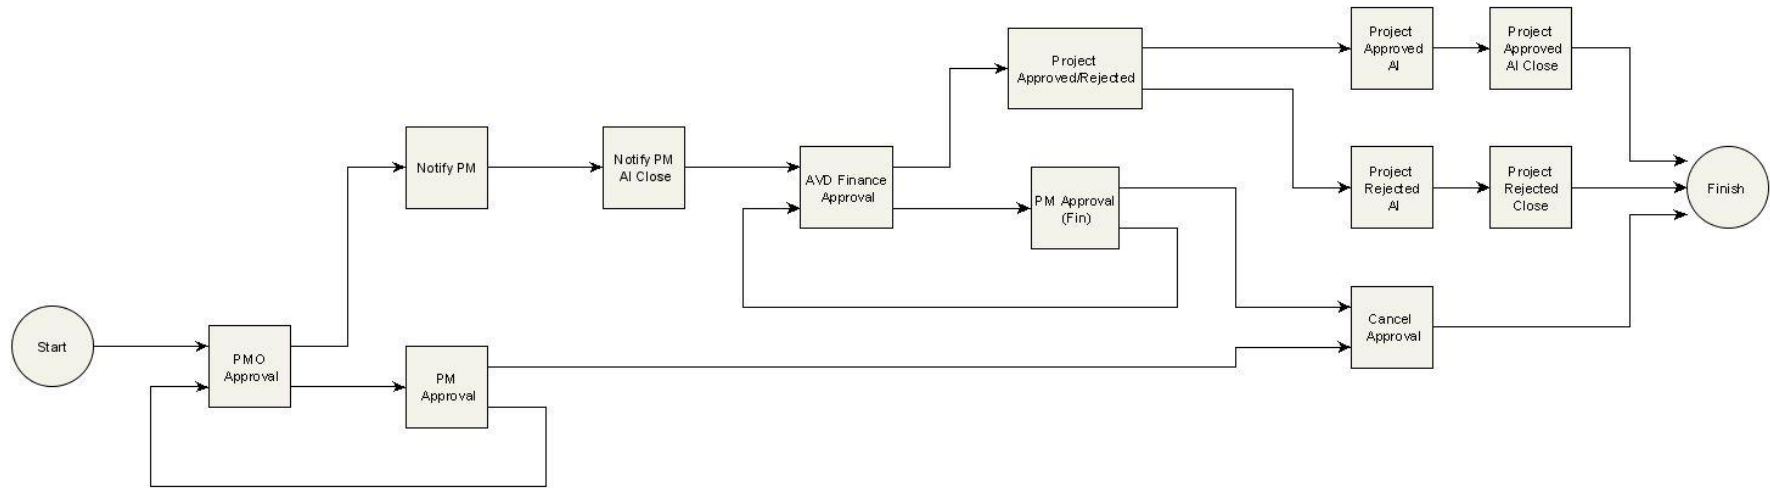 Start
PMO
Approval
PM
Approval
Notify PM
Notify PM
AI Close
AVD Finance
Approval
PM Approval
(Fin)
Project
Approved/Rejected
Project
Approved
AI
Project
Approved
AI Close
Project
Rejected
AI
Project
Rejected
Close
Cancel
Approval
Finish